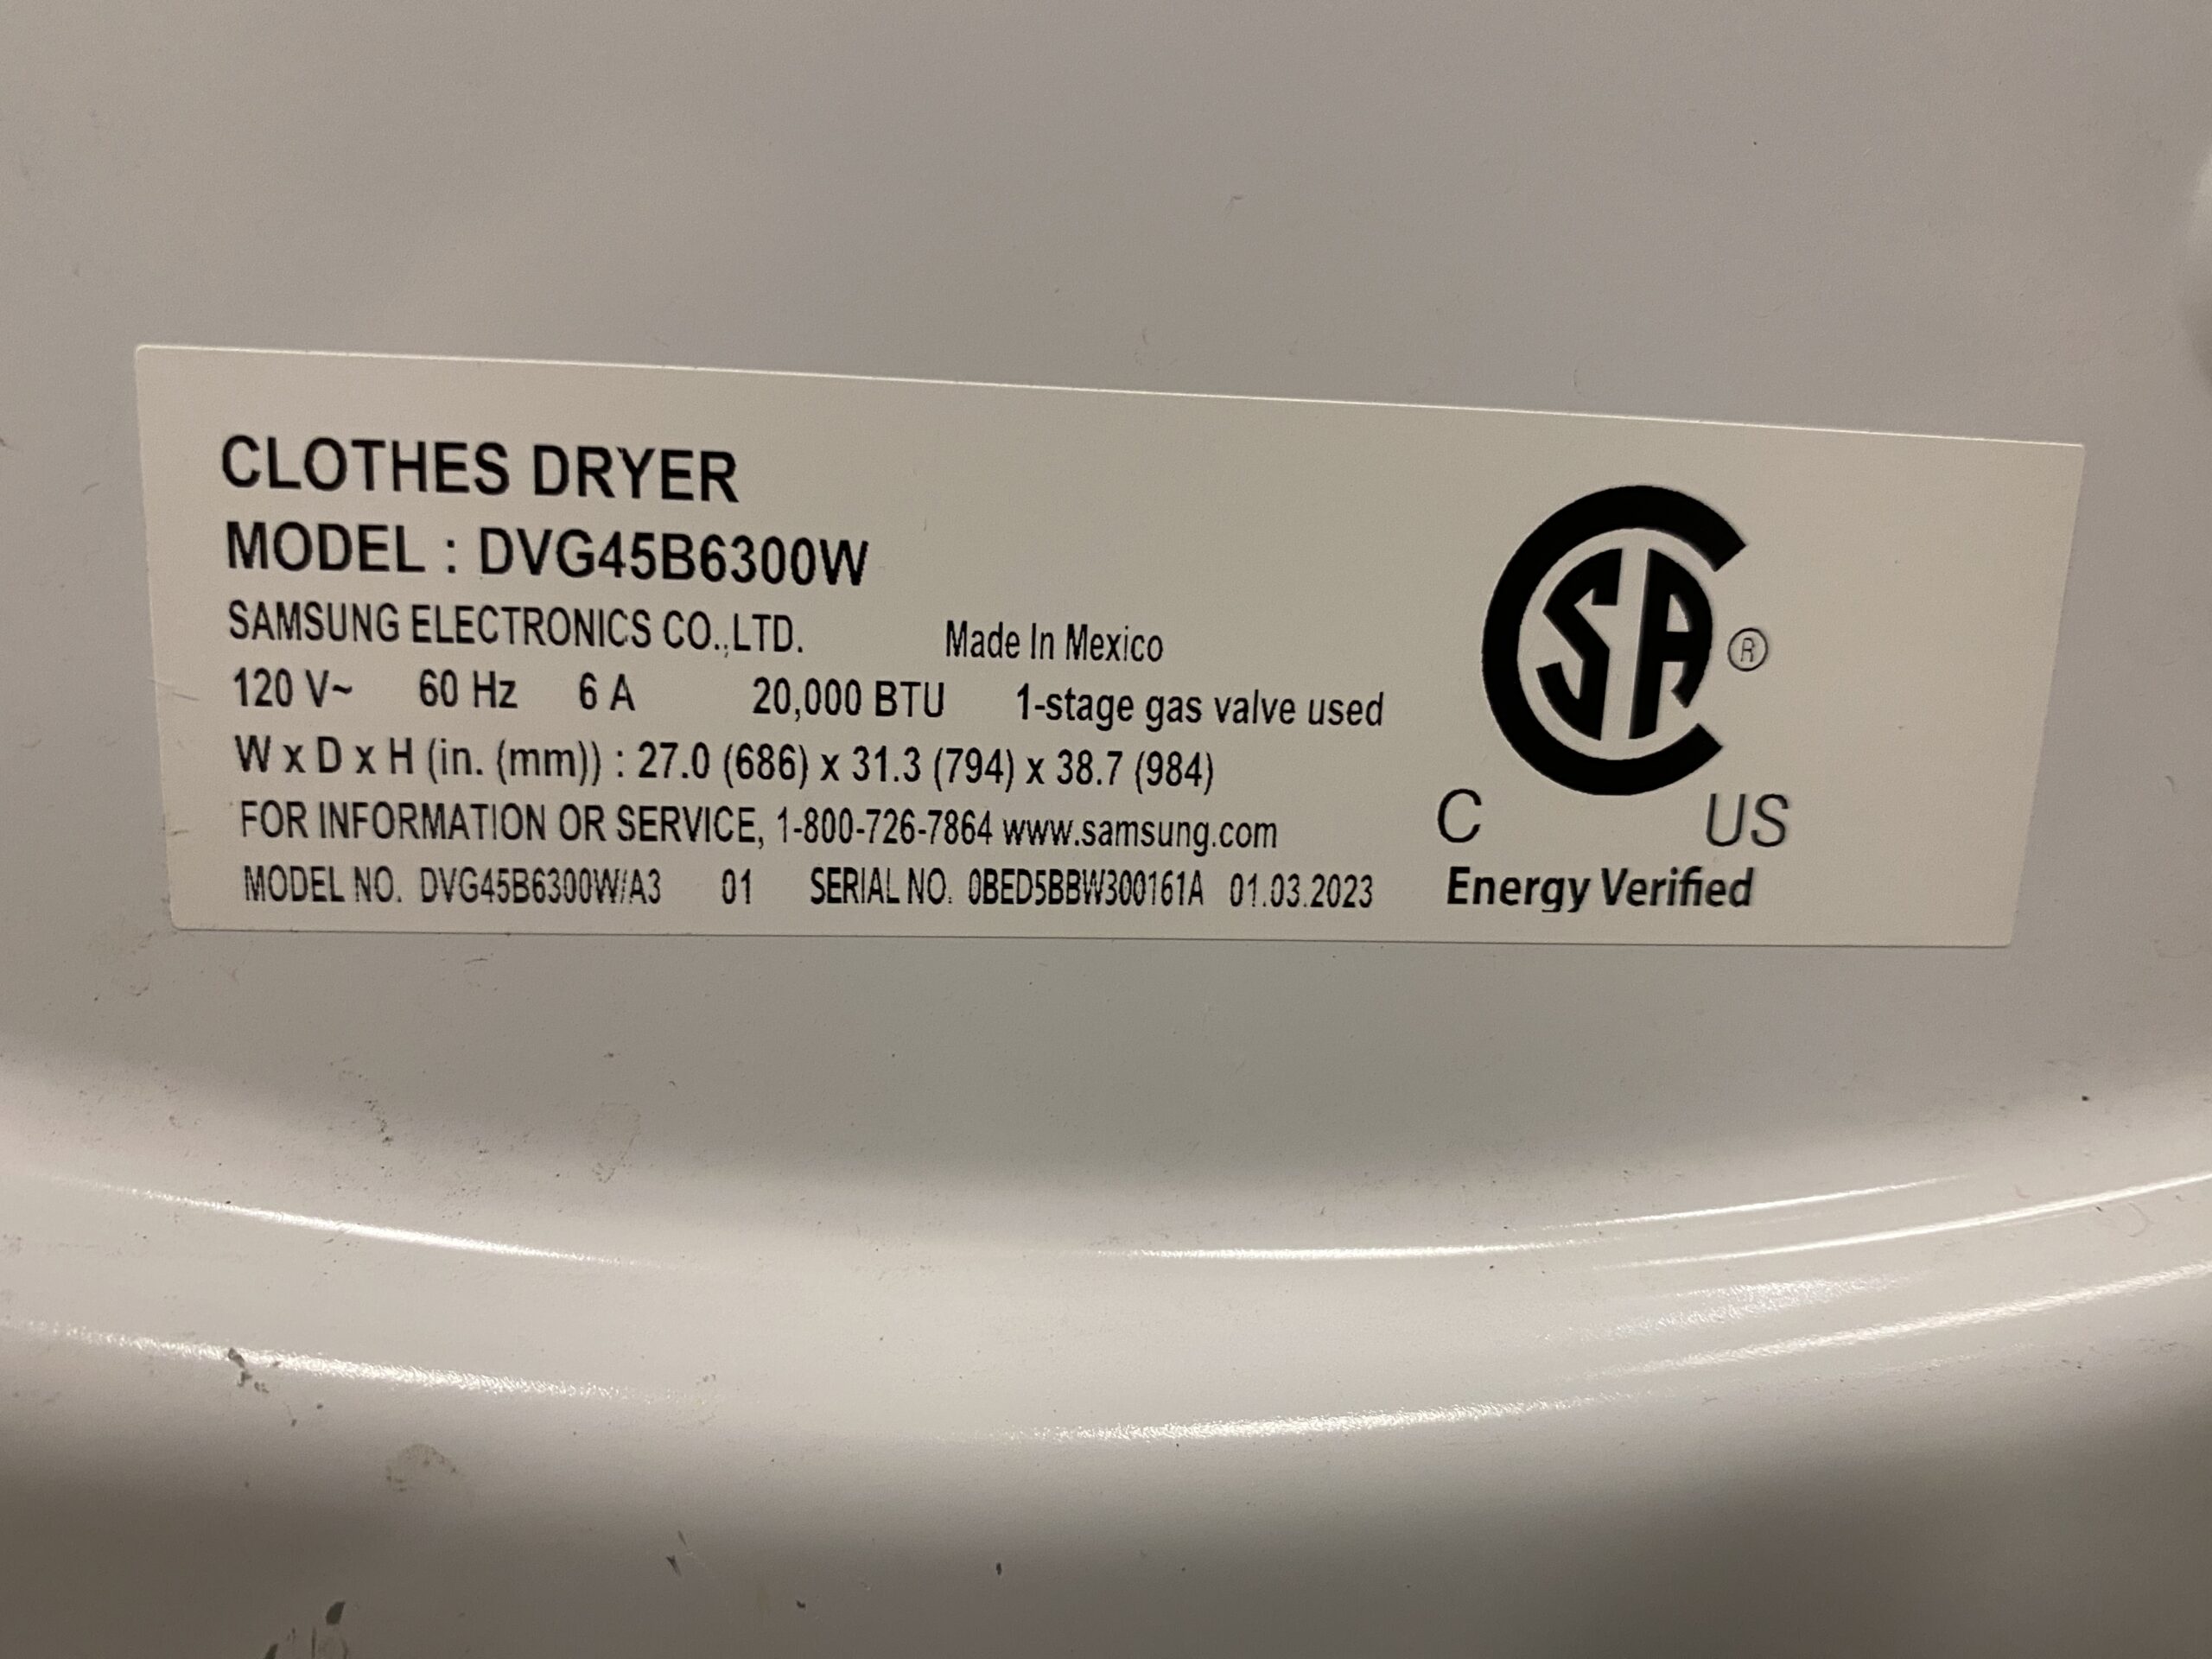 CLOTHES DRYER
MODEL : DVG45B6300W
SAMSUNG ELECTRONICS CO.,LTD. Made In Mexico
120 V~ 60 Hz 6 A 20,000 BTU 1-stage gas valve used
W x D x H (in. (mm)) : 27.0 (686) x 31.3 (794) x 38.7 (984)
FOR INFORMATION OR SERVICE, 1-800-726-7864 www.samsung.com
MODEL NO. DVG45B6300W/A3 01 SERIAL NO. 0BED5BBW300161A 01.03.2023
CSA ®
C US
Energy Verified